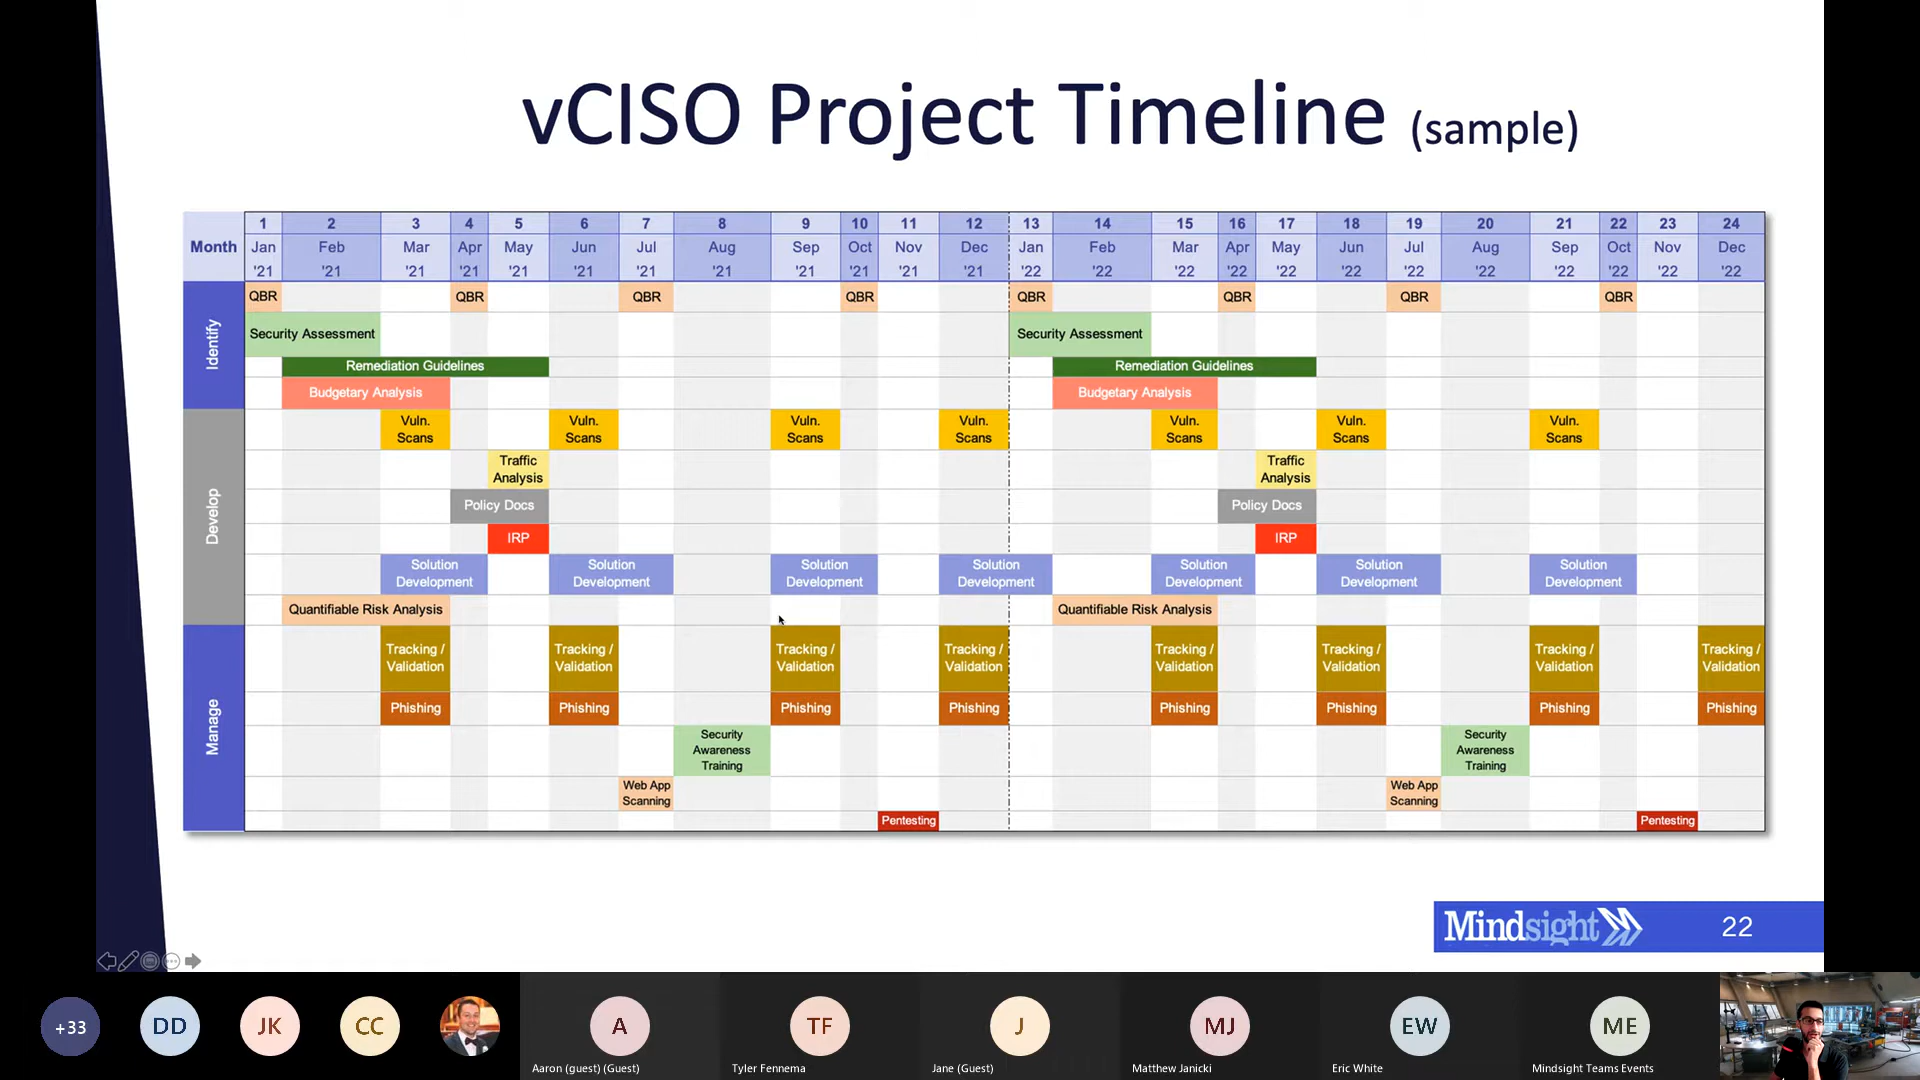 vCISO Project Timeline (sample)
Month
1 2 3 4 5 6 7 8 9 10 11 12 13 14 15 16 17 18 19 20 21 22 23 24
Jan Feb Mar Apr May Jun Jul Aug Sep Oct Nov Dec Jan Feb Mar Apr May Jun Jul Aug Sep Oct Nov Dec
'21 '21 '21 '21 '21 '21 '21 '21 '21 '21 '21 '21 '22 '22 '22 '22 '22 '22 '22 '22 '22 '22 '22 '22
Identify
QBR QBR QBR QBR QBR QBR QBR QBR
Security Assessment Security Assessment
Remediation Guidelines Remediation Guidelines
Budgetary Analysis Budgetary Analysis
Develop
Vuln. Vuln. Vuln. Vuln. Vuln. Vuln. Vuln.
Scans Scans Scans Scans Scans Scans Scans
Traffic Traffic
Analysis Analysis
Policy Docs Policy Docs
IRP IRP
Solution Solution Solution Solution Solution Solution Solution
Development Development Development Development Development Development Development
Quantifiable Risk Analysis Quantifiable Risk Analysis
Manage
Tracking / Tracking / Tracking / Tracking / Tracking / Tracking / Tracking / Tracking /
Validation Validation Validation Validation Validation Validation Validation Validation
Phishing Phishing Phishing Phishing Phishing Phishing Phishing Phishing
Security Security
Awareness Awareness
Training Training
Web App Web App
Scanning Scanning
Pentesting Pentesting
Mindsight
22
+33 DD JK CC A TF J MJ EW ME
Aaron (guest) (Guest) Tyler Fennema Jane (Guest) Matthew Janicki Eric White Mindsight Teams Events